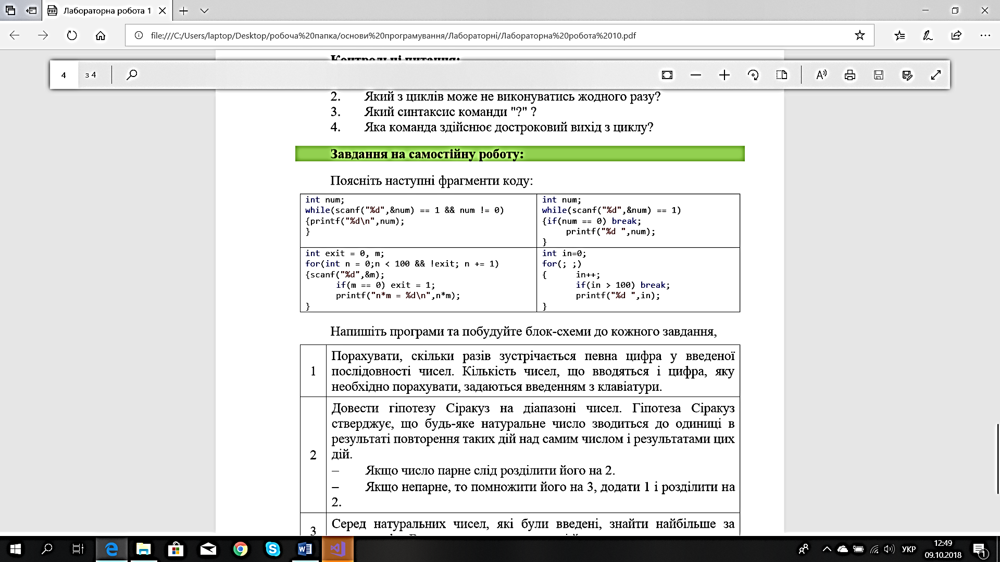 Лабораторна робота 1
file:///C:/Users/laptop/Desktop/робоча%20папка/основи%20програмування/Лабораторні/Лабораторна%20робота%2010.pdf
Контрольні питання:
4 з 4
2. Який з циклів може не виконуватись жодного разу?
3. Який синтаксис команди "?" ?
4. Яка команда здійснює достроковий вихід з циклу?
Завдання на самостійну роботу:
Поясніть наступні фрагменти коду:
int num;
while(scanf("%d",&num) == 1 && num != 0)
{printf("%d\n",num);
}
int num;
while(scanf("%d",&num) == 1)
{if(num == 0) break;
printf("%d ",num);
}
int exit = 0, m;
for(int n = 0;n < 100 && !exit; n += 1)
{scanf("%d",&m);
if(m == 0) exit = 1;
printf("n*m = %d\n",n*m);
}
int in=0;
for(; ;)
{ in++;
if(in > 100) break;
printf("%d ",in);
}
Напишіть програми та побудуйте блок-схеми до кожного завдання,
1
Порахувати, скільки разів зустрічається певна цифра у введеної
послідовності чисел. Кількість чисел, що вводяться і цифра, яку
необхідно порахувати, задаються введенням з клавіатури.
2
Довести гіпотезу Сіракуз на діапазоні чисел. Гіпотеза Сіракуз
стверджує, що будь-яке натуральне число зводиться до одиниці в
результаті повторення таких дій над самим числом і результатами цих
дій.
– Якщо число парне слід розділити його на 2.
– Якщо непарне, то помножити його на 3, додати 1 і розділити на
2.
3
Серед натуральних чисел, які були введені, знайти найбільше за
УКР
12:49
09.10.2018
1